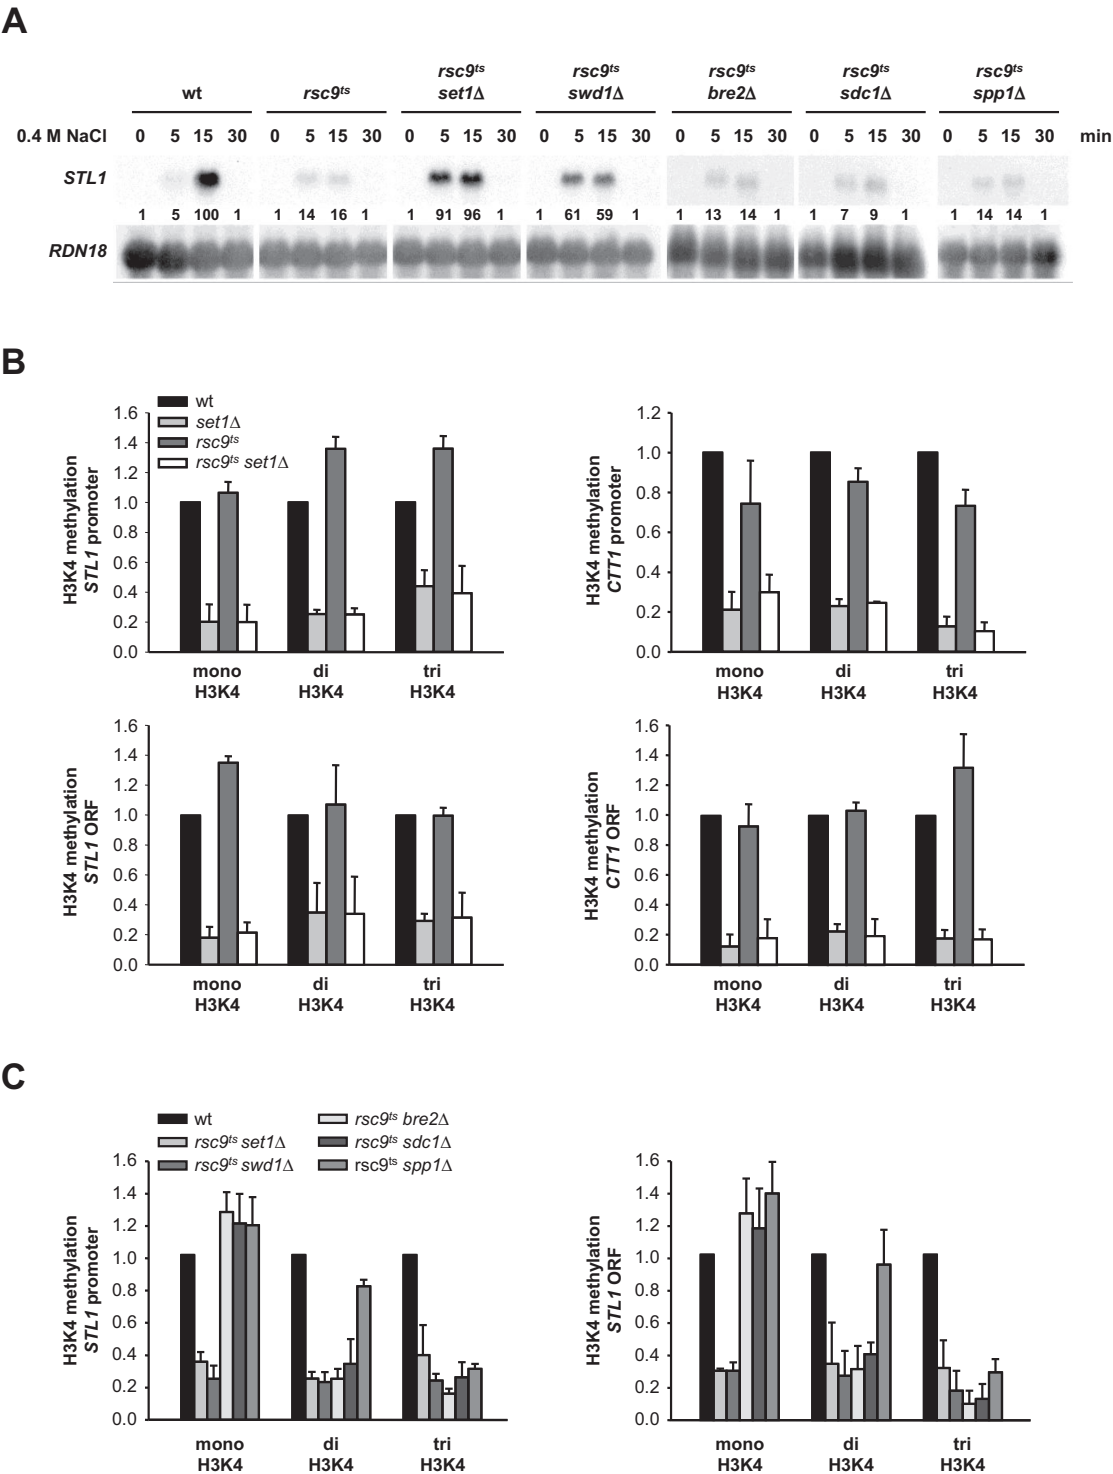 A
wt
rsc9ts
rsc9ts set1Δ
rsc9ts swd1Δ
rsc9ts bre2Δ
rsc9ts sdc1Δ
rsc9ts spp1Δ
0.4 M NaCl 0 5 15 30 0 5 15 30 0 5 15 30 0 5 15 30 0 5 15 30 0 5 15 30 0 5 15 30 min
STL1
1 5 100 1 1 14 16 1 1 91 96 1 1 61 59 1 1 13 14 1 1 7 9 1 1 14 14 1
RDN18
B
wt
set1Δ
rsc9ts
rsc9ts set1Δ
H3K4 methylation
STL1 promoter
1.6
1.4
1.2
1.0
0.8
0.6
0.4
0.2
0.0
mono di tri
H3K4 H3K4 H3K4
H3K4 methylation
CTT1 promoter
1.2
1.0
0.8
0.6
0.4
0.2
0.0
mono di tri
H3K4 H3K4 H3K4
H3K4 methylation
STL1 ORF
1.6
1.4
1.2
1.0
0.8
0.6
0.4
0.2
0.0
mono di tri
H3K4 H3K4 H3K4
H3K4 methylation
CTT1 ORF
1.6
1.4
1.2
1.0
0.8
0.6
0.4
0.2
0.0
mono di tri
H3K4 H3K4 H3K4
C
wt
rsc9ts set1Δ
rsc9ts swd1Δ
rsc9ts bre2Δ
rsc9ts sdc1Δ
rsc9ts spp1Δ
H3K4 methylation
STL1 promoter
1.6
1.4
1.2
1.0
0.8
0.6
0.4
0.2
0.0
mono di tri
H3K4 H3K4 H3K4
H3K4 methylation
STL1 ORF
1.6
1.4
1.2
1.0
0.8
0.6
0.4
0.2
0.0
mono di tri
H3K4 H3K4 H3K4